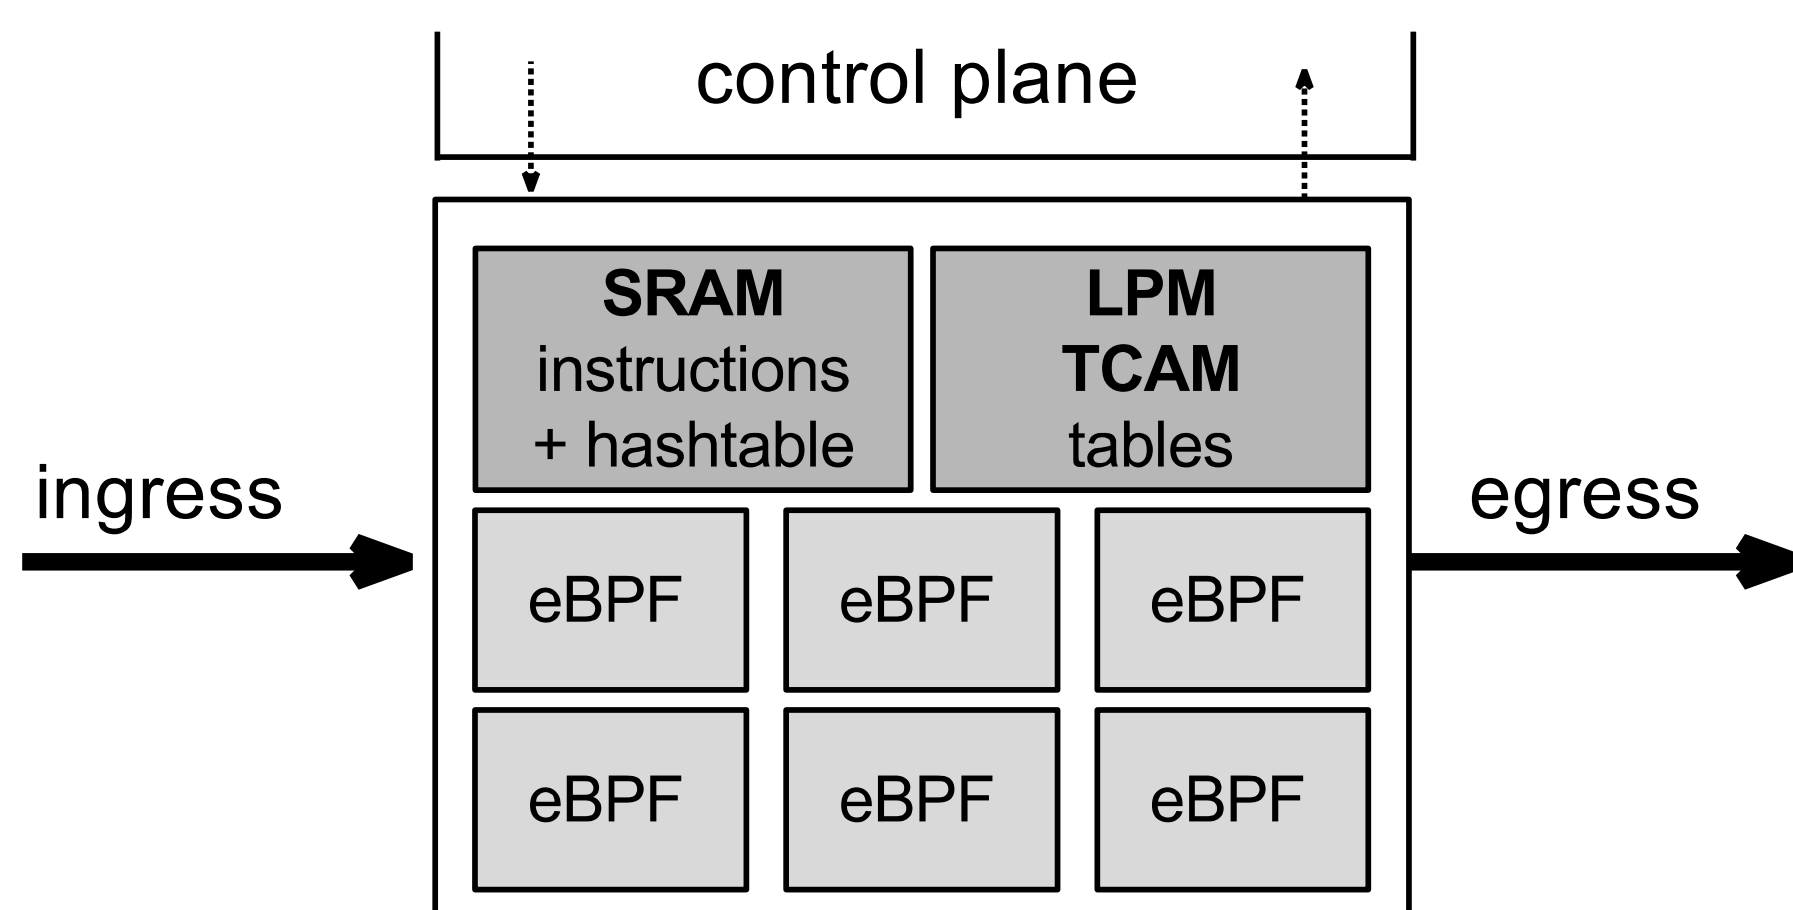 control plane
SRAM
instructions
+ hashtable
LPM
TCAM
tables
ingress
egress
eBPF
eBPF
eBPF
eBPF
eBPF
eBPF